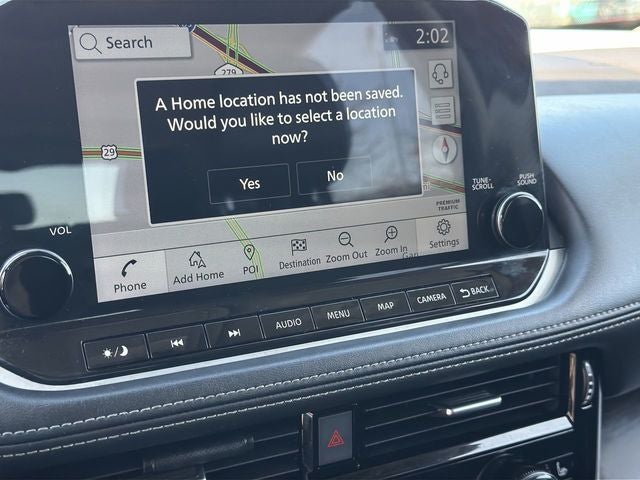 Search
2:02
279
A Home location has not been saved.
Would you like to select a location
now?
Yes
No
29
PREMIUM
TRAFFIC
VOL
TUNE-
SCROLL
PUSH
SOUND
Phone
Add Home
POI
Destination
Zoom Out
Zoom In
Settings
AUDIO
MENU
MAP
CAMERA
BACK